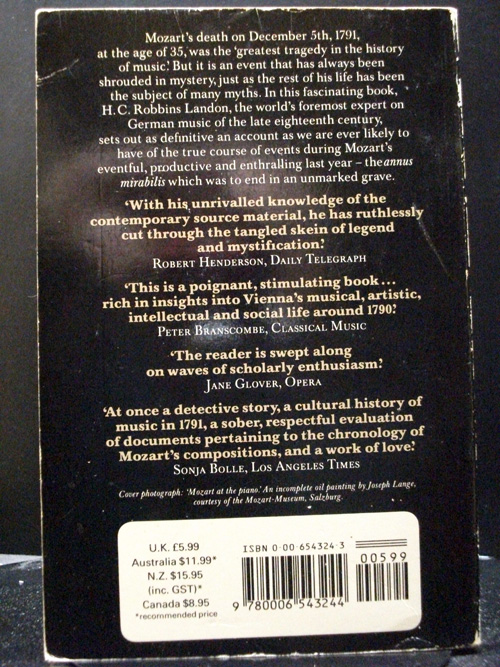 Mozart's death on December 5th, 1791,
at the age of 35, was the 'greatest tragedy in the history
of music.' But it is an event that has always been
shrouded in mystery, just as the rest of his life has been
the subject of many myths. In this fascinating book,
H.C. Robbins Landon, the world's foremost expert on
German music of the late eighteenth century,
sets out as definitive an account as we are ever likely to
have of the true course of events during Mozart's
eventful, productive and enthralling last year – the annus
mirabilis which was to end in an unmarked grave.
'With his unrivalled knowledge of the
contemporary source material, he has ruthlessly
cut through the tangled skein of legend
and mystification.'
ROBERT HENDERSON, DAILY TELEGRAPH
'This is a poignant, stimulating book...
rich in insights into Vienna's musical, artistic,
intellectual and social life around 1790.'
PETER BRANSCOMBE, CLASSICAL MUSIC
'The reader is swept along
on waves of scholarly enthusiasm.'
JANE GLOVER, OPERA
'At once a detective story, a cultural history of
music in 1791, a sober, respectful evaluation
of documents pertaining to the chronology of
Mozart's compositions, and a work of love.'
SONJA BOLLE, LOS ANGELES TIMES
Cover photograph: 'Mozart at the piano.' An incomplete oil painting by Joseph Lange,
courtesy of the Mozart-Museum, Salzburg.
U.K. £5.99
Australia $11.99*
N.Z. $15.95
(inc. GST)*
Canada $8.95
*recommended price
ISBN 0-00-654324-3
00599
9 780006 543244